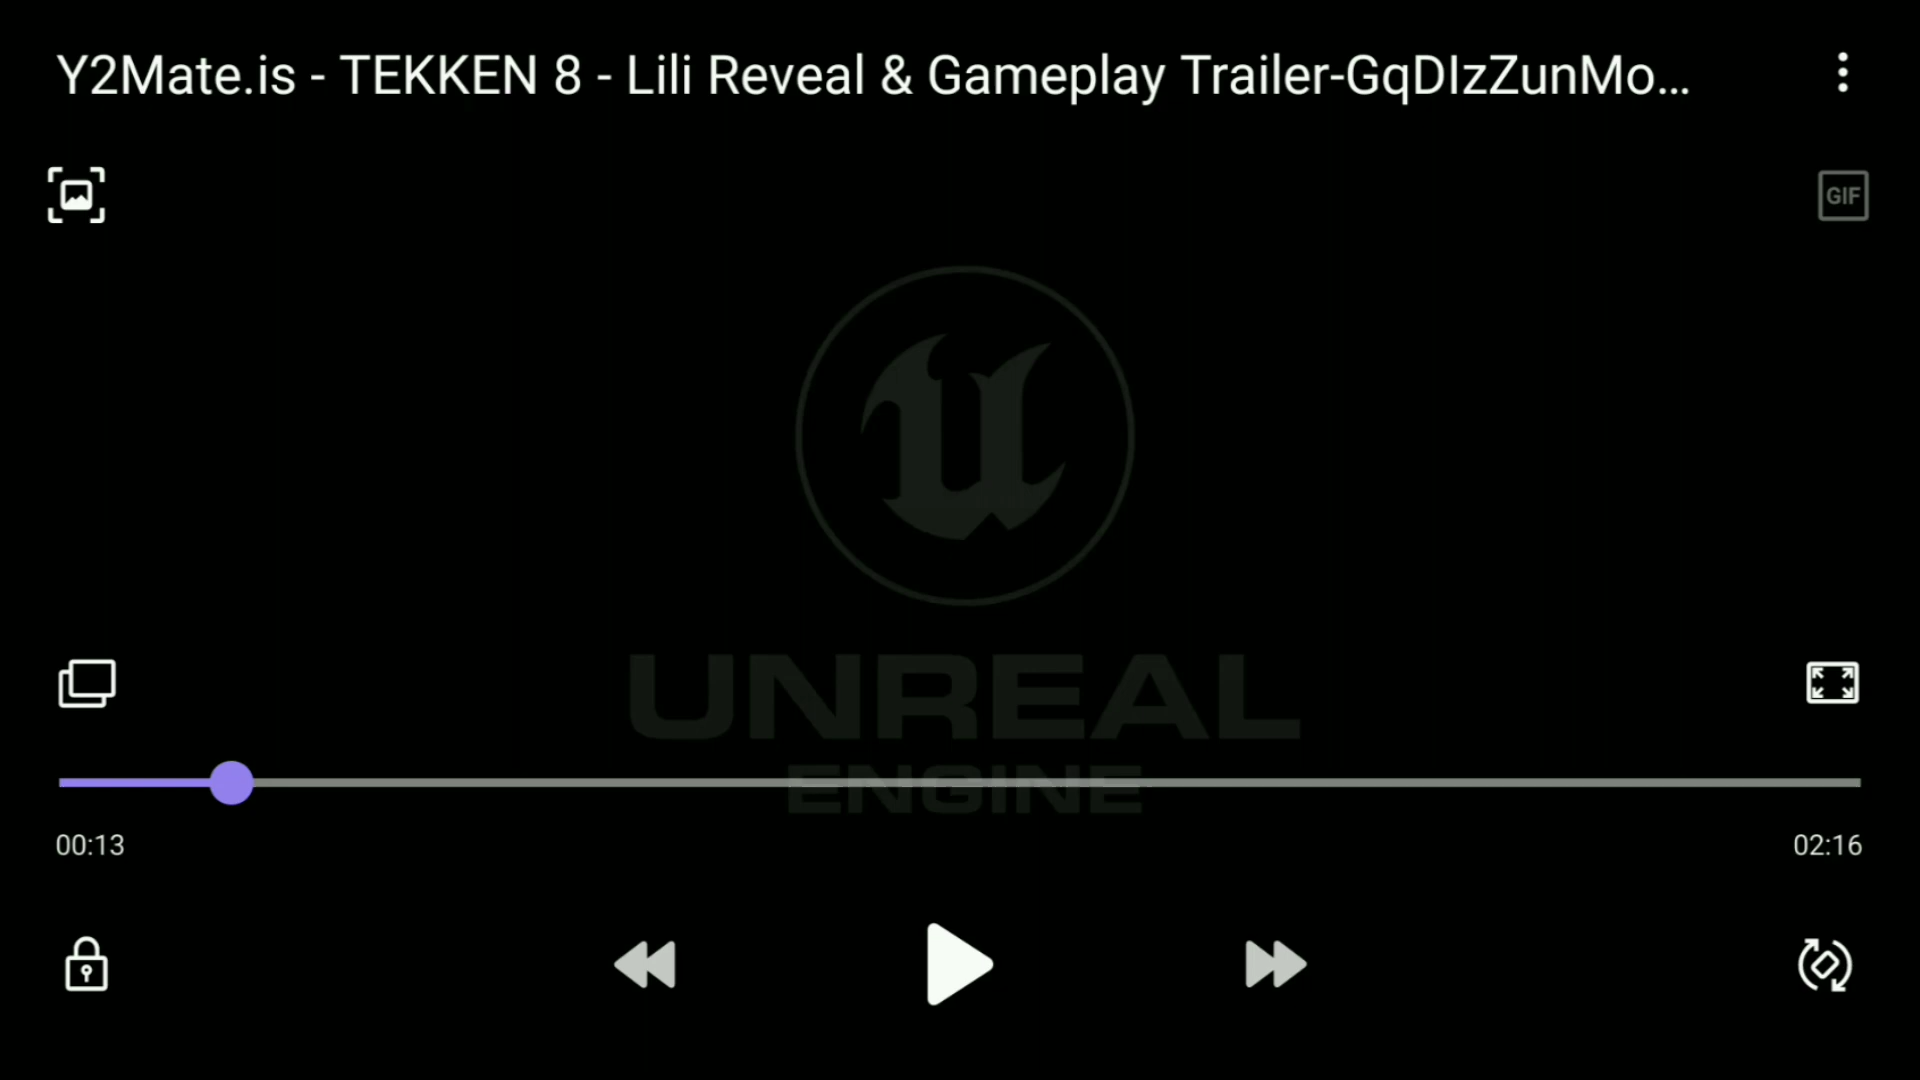 Y2Mate.is - TEKKEN 8 - Lili Reveal & Gameplay Trailer-GqDIzZunMo...
GIF
UNREAL
ENGINE
00:13
02:16